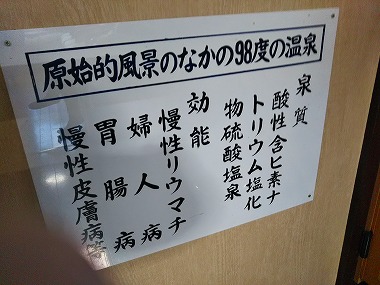 原始的風景のなかの98度の温泉
泉質
酸性含ヒ素ナ
トリウム塩化
物硫酸塩泉
効能
慢性リウマチ
婦人病
胃腸病
慢性皮膚病等